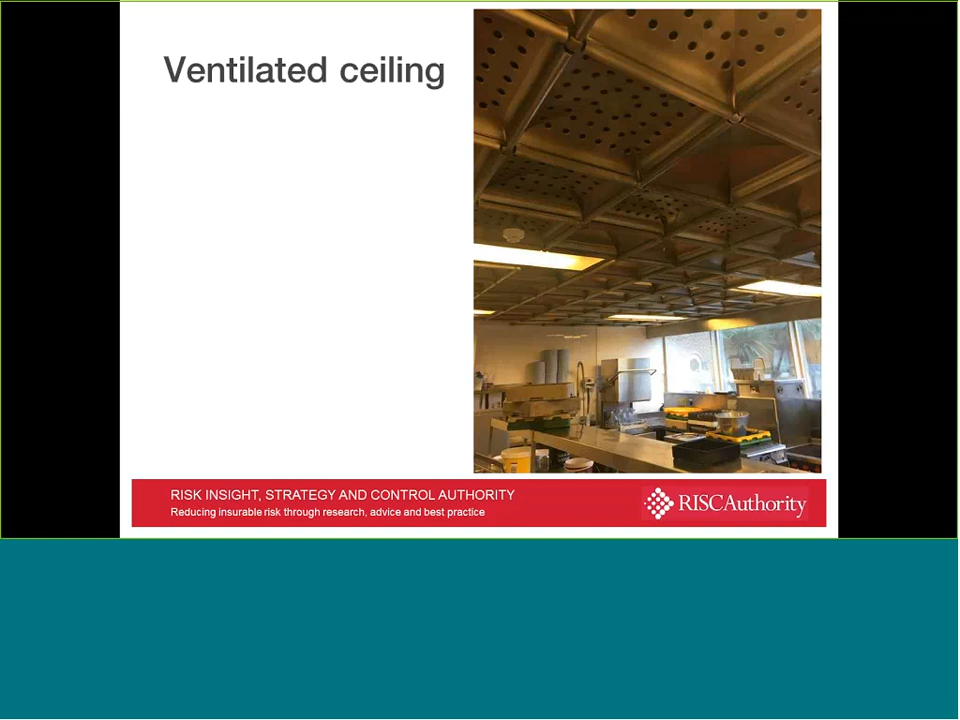 Ventilated ceiling
RISK INSIGHT, STRATEGY AND CONTROL AUTHORITY
Reducing insurable risk through research, advice and best practice
RISCAuthority